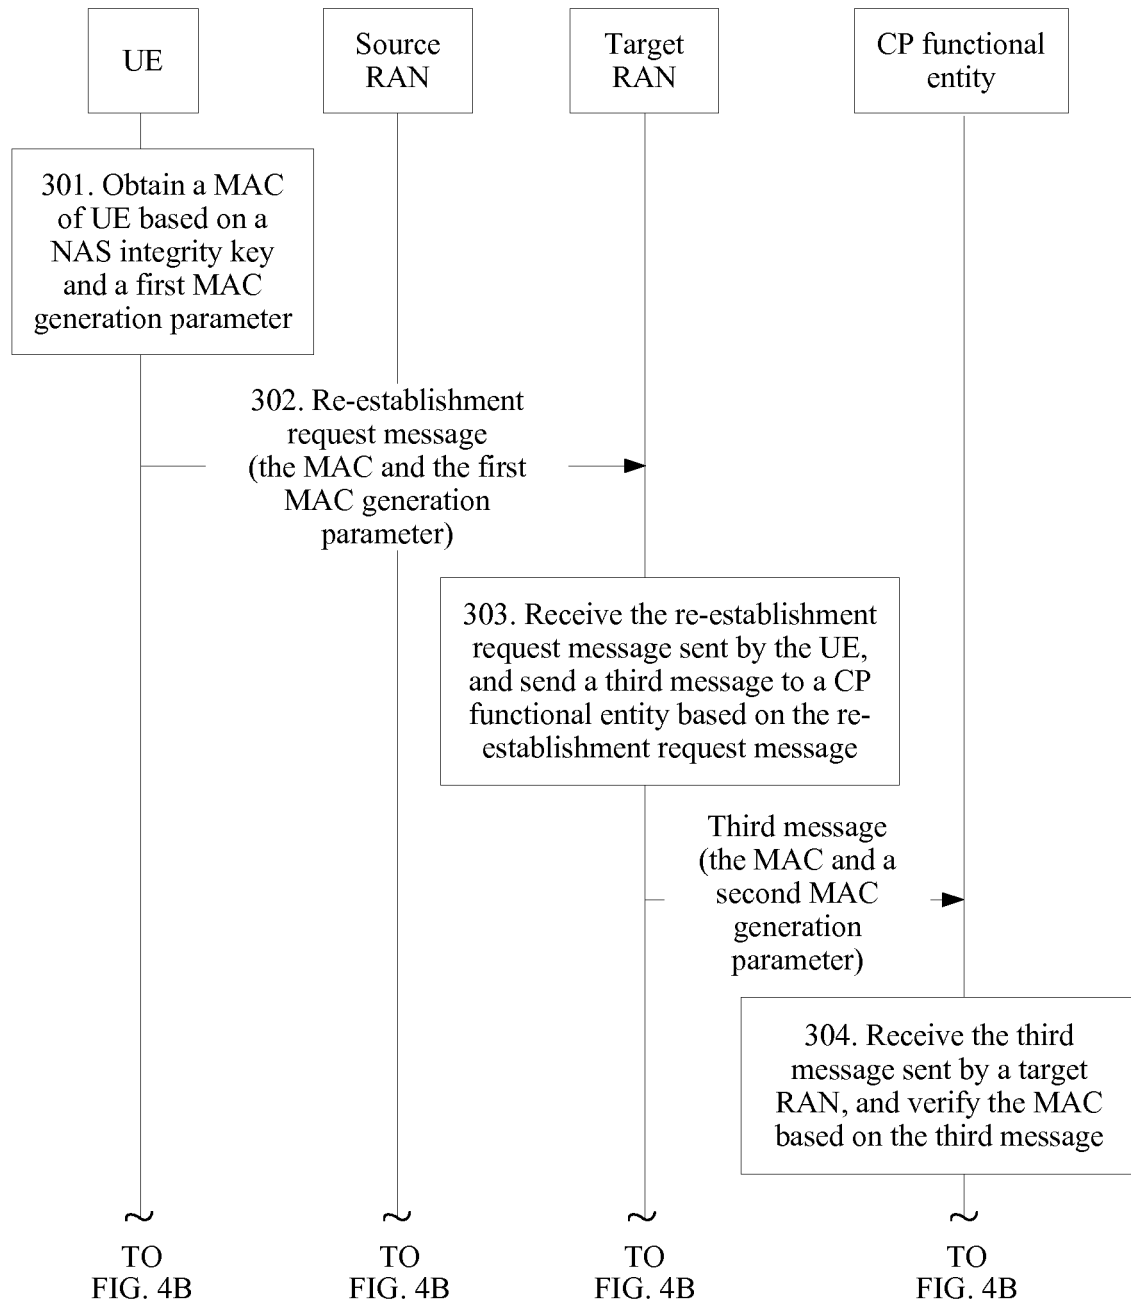 UE
Source
RAN
Target
RAN
CP functional
entity
301. Obtain a MAC
of UE based on a
NAS integrity key
and a first MAC
generation parameter
302. Re-establishment
request message
(the MAC and the first
MAC generation
parameter)
303. Receive the re-establishment
request message sent by the UE,
and send a third message to a CP
functional entity based on the re-
establishment request message
Third message
(the MAC and a
second MAC
generation
parameter)
304. Receive the third
message sent by a target
RAN, and verify the MAC
based on the third message
TO
FIG. 4B
TO
FIG. 4B
TO
FIG. 4B
TO
FIG. 4B